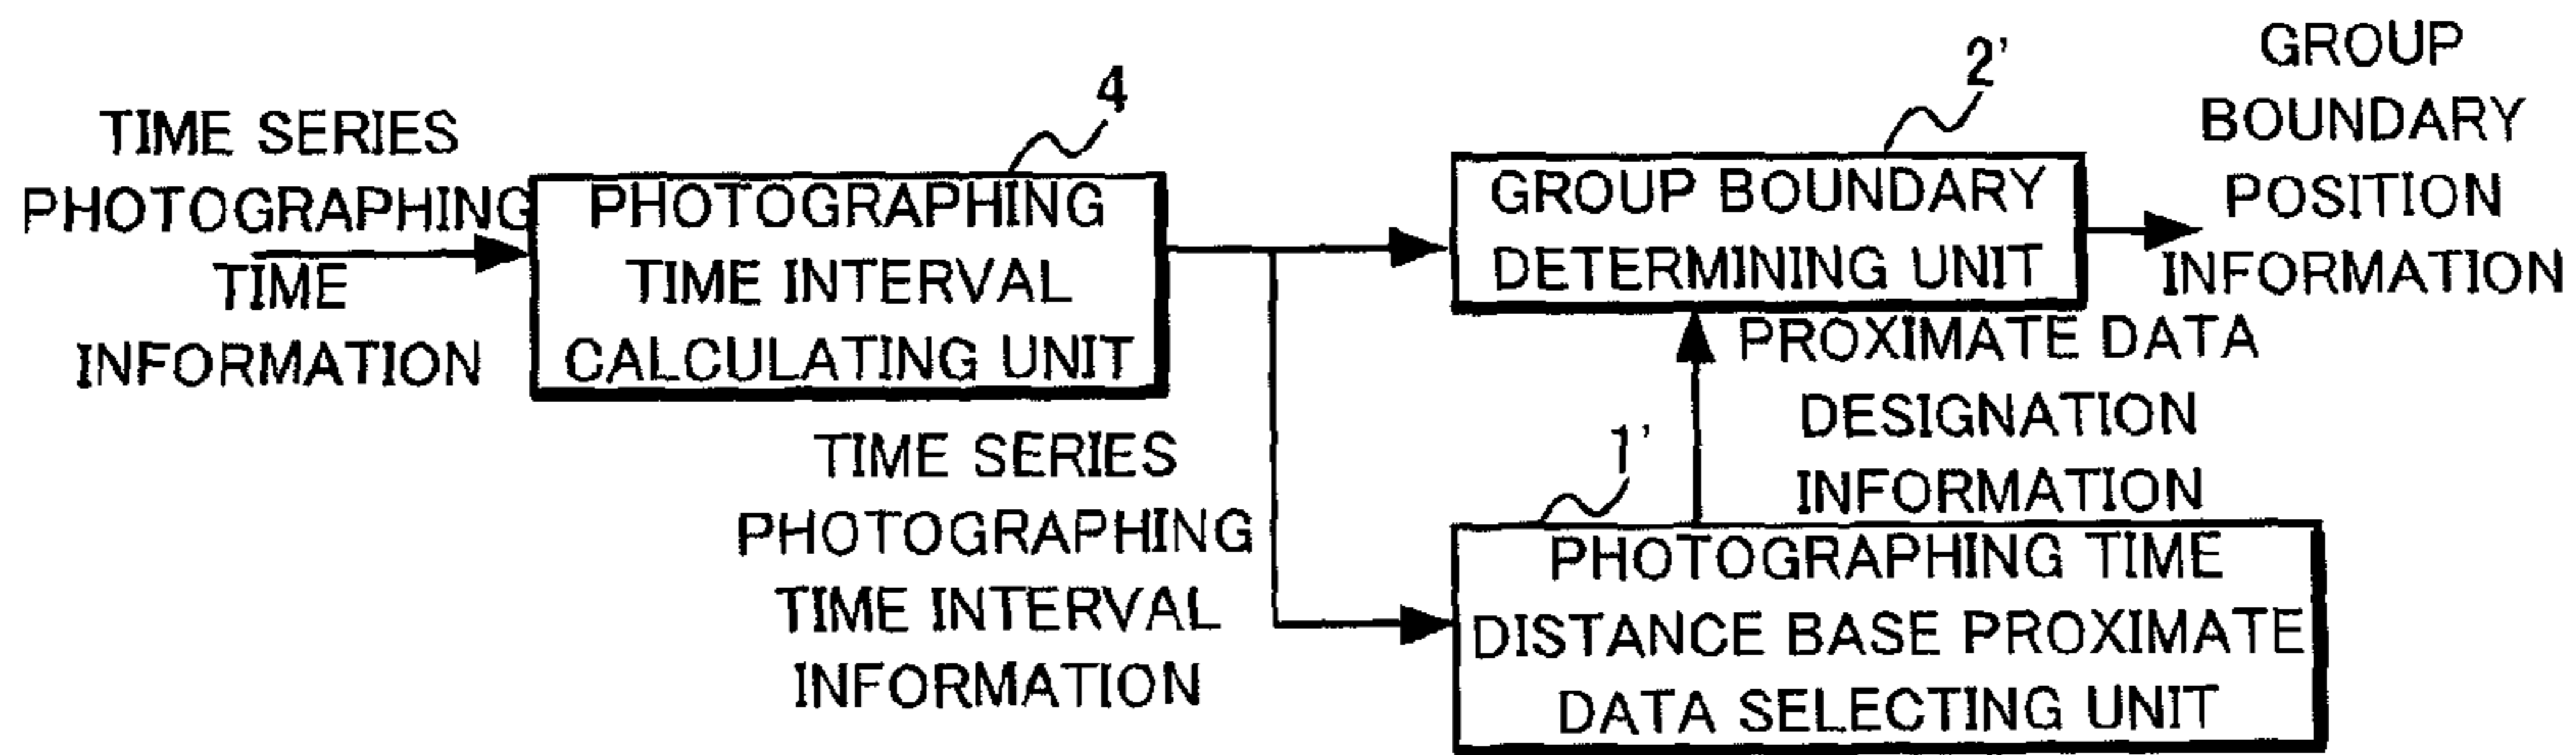 TIME SERIES
PHOTOGRAPHING
TIME
INFORMATION
4
PHOTOGRAPHING
TIME INTERVAL
CALCULATING UNIT
TIME SERIES
PHOTOGRAPHING
TIME INTERVAL
INFORMATION
2'
GROUP BOUNDARY
DETERMINING UNIT
GROUP
BOUNDARY
POSITION
INFORMATION
PROXIMATE DATA
DESIGNATION
INFORMATION
1'
PHOTOGRAPHING TIME
DISTANCE BASE PROXIMATE
DATA SELECTING UNIT